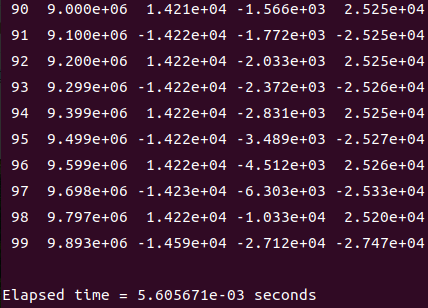 90 9.000e+06 1.421e+04 -1.566e+03 2.525e+04
91 9.100e+06 -1.422e+04 -1.772e+03 -2.525e+04
92 9.200e+06 1.422e+04 -2.033e+03 2.525e+04
93 9.299e+06 -1.422e+04 -2.372e+03 -2.526e+04
94 9.399e+06 1.422e+04 -2.831e+03 2.525e+04
95 9.499e+06 -1.422e+04 -3.489e+03 -2.527e+04
96 9.599e+06 1.422e+04 -4.512e+03 2.526e+04
97 9.698e+06 -1.423e+04 -6.303e+03 -2.533e+04
98 9.797e+06 1.422e+04 -1.033e+04 2.520e+04
99 9.893e+06 -1.459e+04 -2.712e+04 -2.747e+04
Elapsed time = 5.605671e-03 seconds